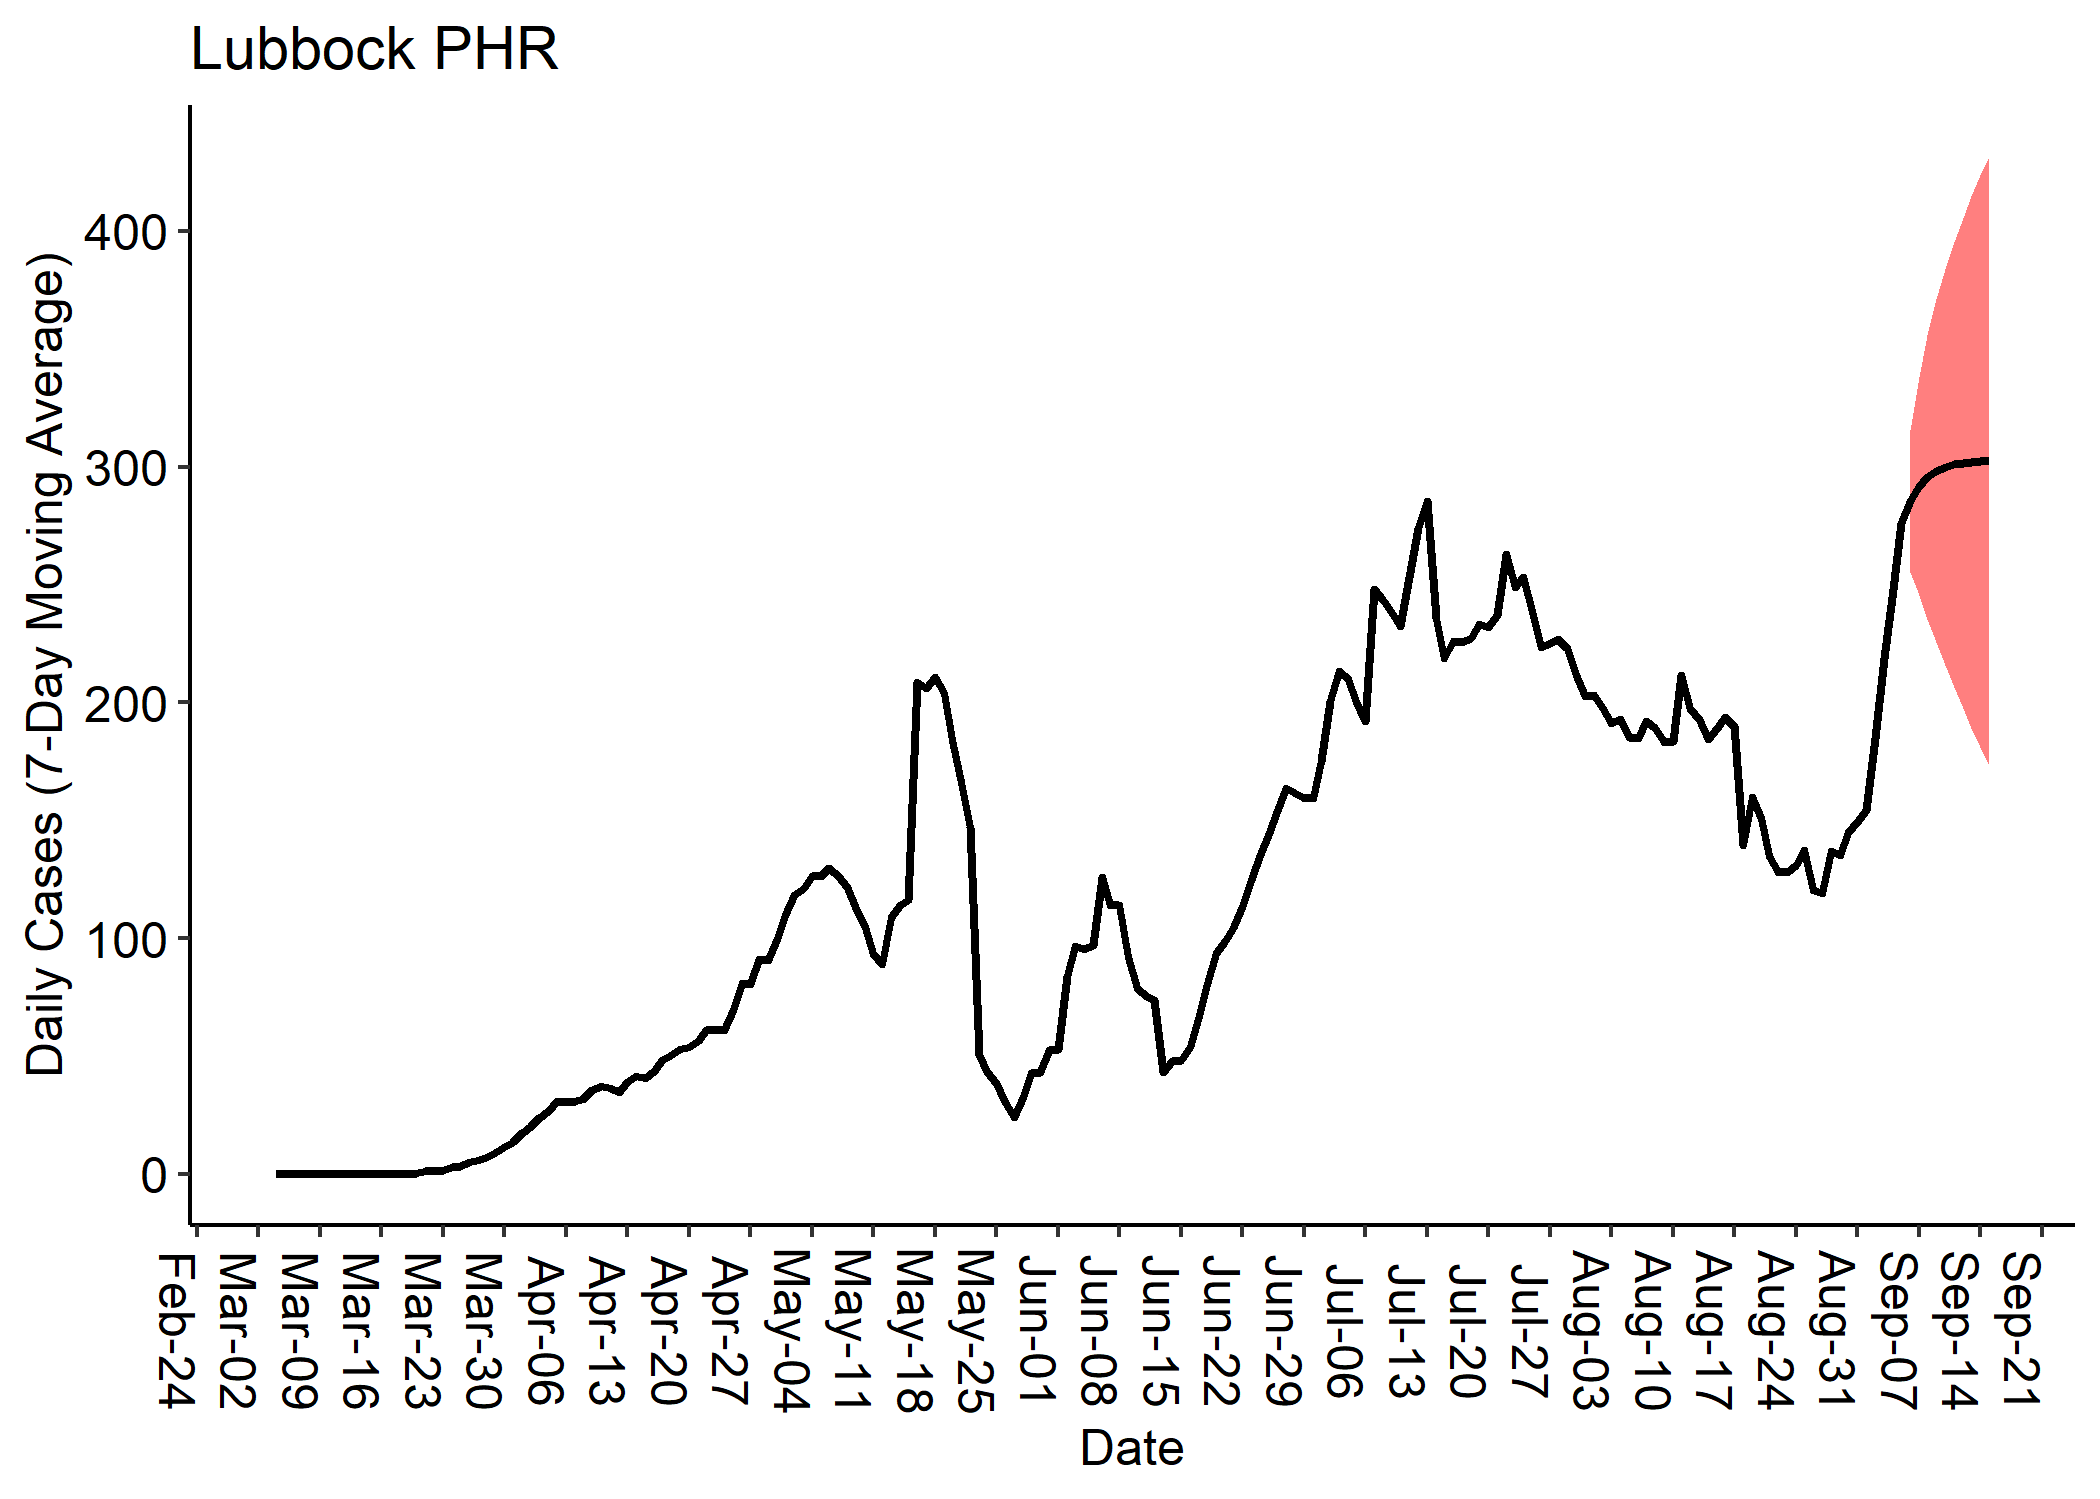 Lubbock PHR
Daily Cases (7-Day Moving Average)
400
300
200
100
0
Feb-24
Mar-02
Mar-09
Mar-16
Mar-23
Mar-30
Apr-06
Apr-13
Apr-20
Apr-27
May-04
May-11
May-18
May-25
Jun-01
Jun-08
Jun-15
Jun-22
Jun-29
Jul-06
Jul-13
Jul-20
Jul-27
Aug-03
Aug-10
Aug-17
Aug-24
Aug-31
Sep-07
Sep-14
Sep-21
Date